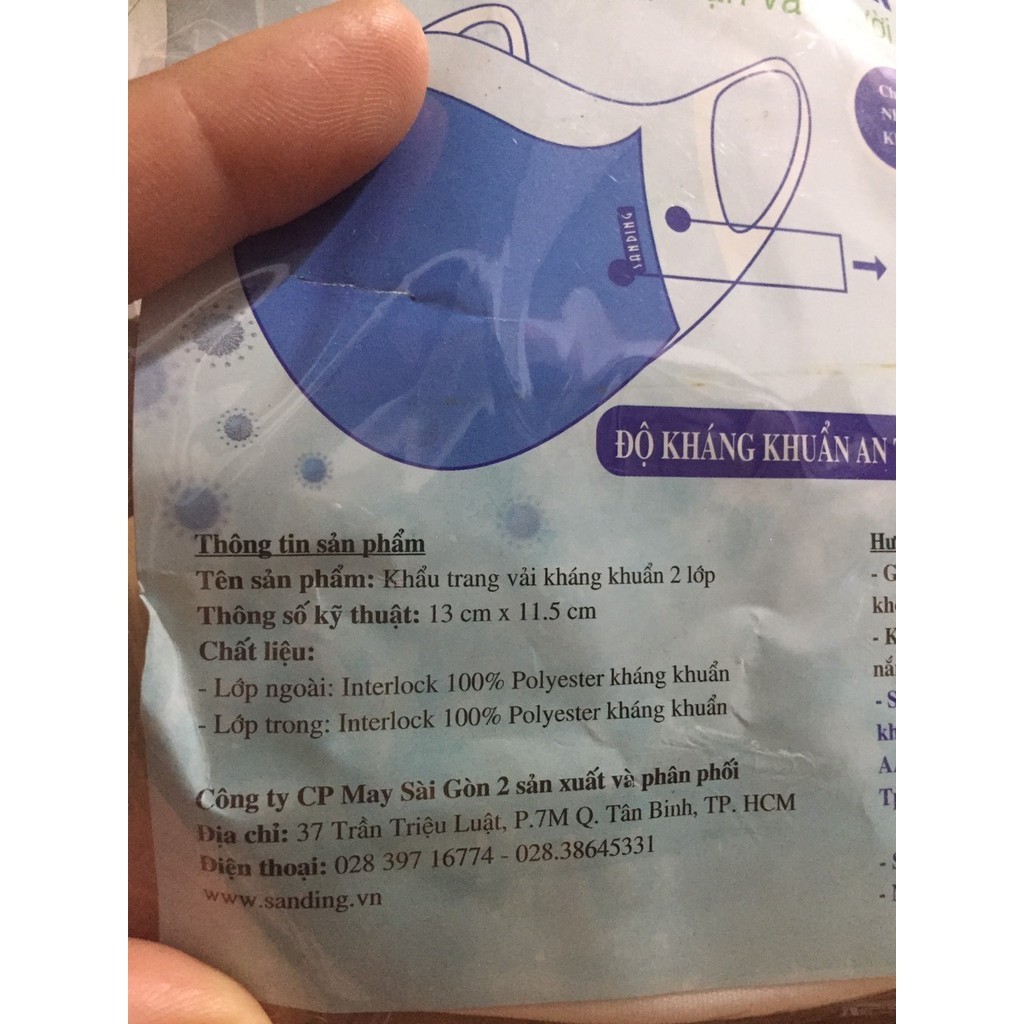 SANDING
ĐỘ KHÁNG KHUẨN AN
Thông tin sản phẩm
Tên sản phẩm: Khẩu trang vải kháng khuẩn 2 lớp
Thông số kỹ thuật: 13 cm x 11.5 cm
Chất liệu:
- Lớp ngoài: Interlock 100% Polyester kháng khuẩn
- Lớp trong: Interlock 100% Polyester kháng khuẩn
Công ty CP May Sài Gòn 2 sản xuất và phân phối
Địa chỉ: 37 Trần Triệu Luật, P.7M Q. Tân Bình, TP. HCM
Điện thoại: 028 397 16774 - 028.38645331
www.sanding.vn